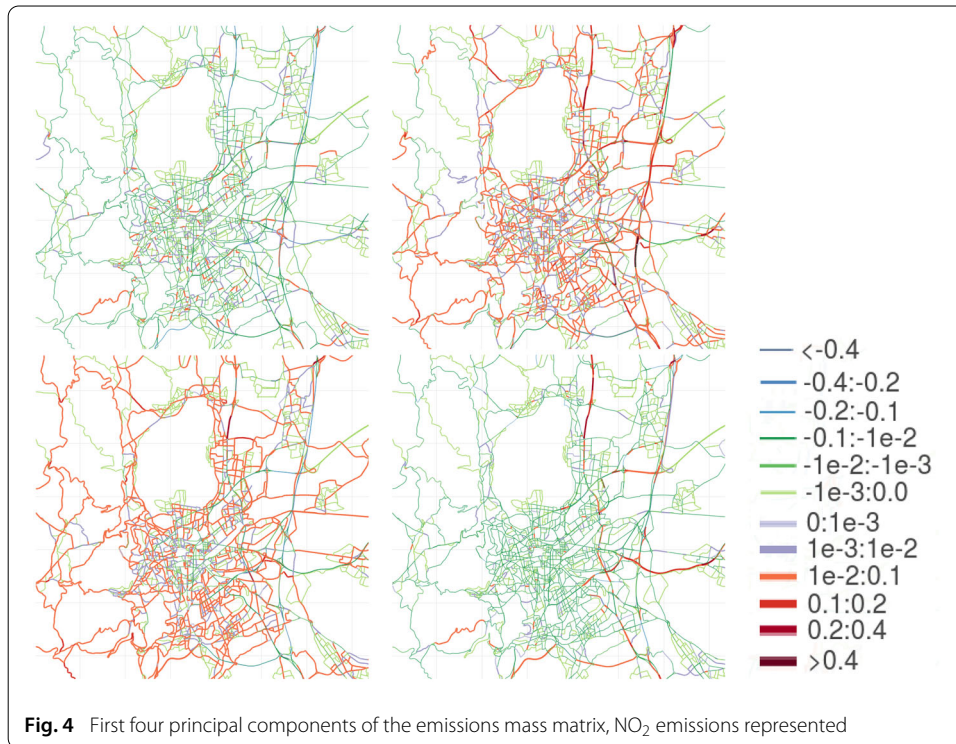 <-0.4
-0.4:-0.2
-0.2:-0.1
-0.1:-1e-2
-1e-2:-1e-3
-1e-3:0.0
0:1e-3
1e-3:1e-2
1e-2:0.1
0.1:0.2
0.2:0.4
>0.4
Fig. 4 First four principal components of the emissions mass matrix, NO₂ emissions represented